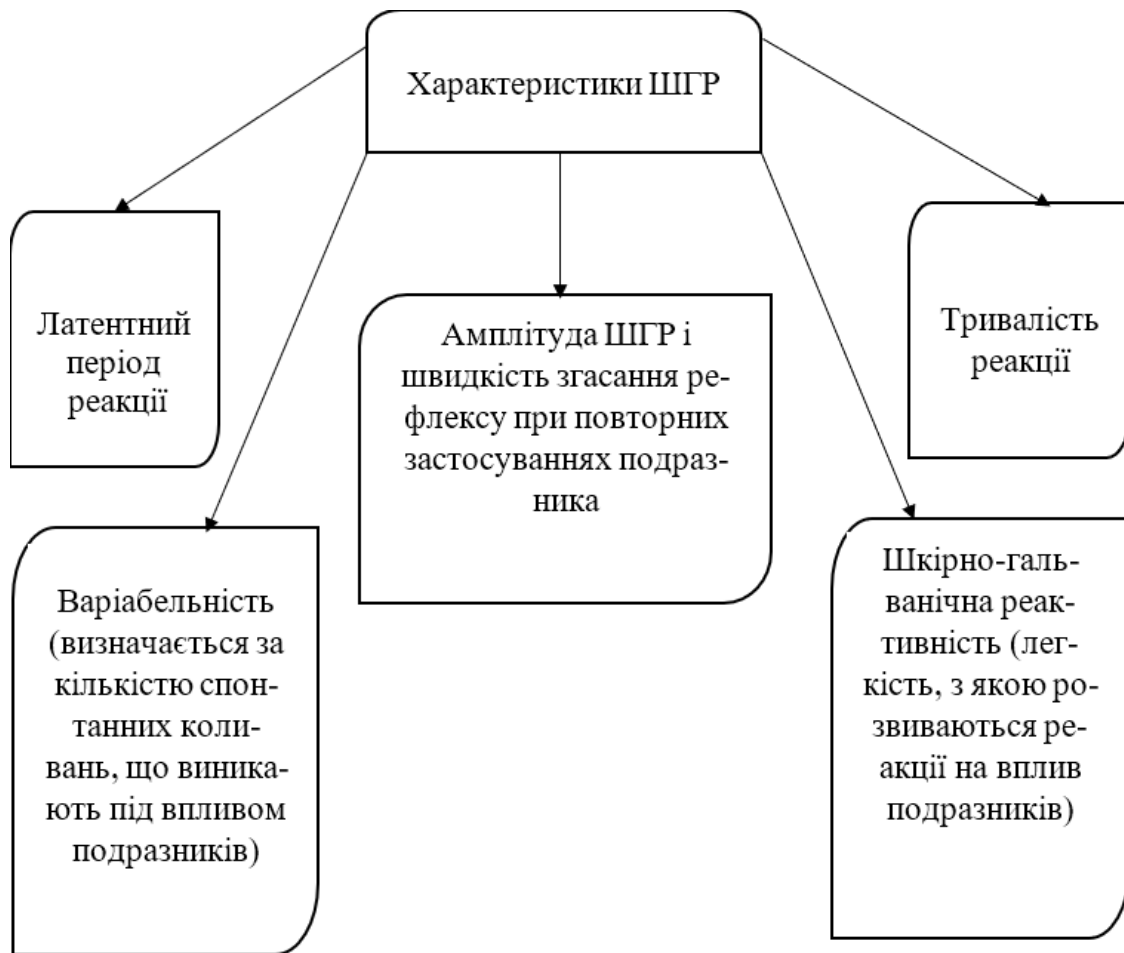 Характеристики ШГР
Латентний
період
реакції
Амплітуда ШГР і
швидкість згасання ре-
флексу при повторних
застосуваннях подраз-
ника
Тривалість
реакції
Варіабельність
(визначається за
кількістю спон-
танних коли-
вань, що виника-
ють під впливом
подразників)
Шкірно-галь-
ванічна реак-
тивність (лег-
кість, з якою ро-
звиваються ре-
акції на вплив
подразників)